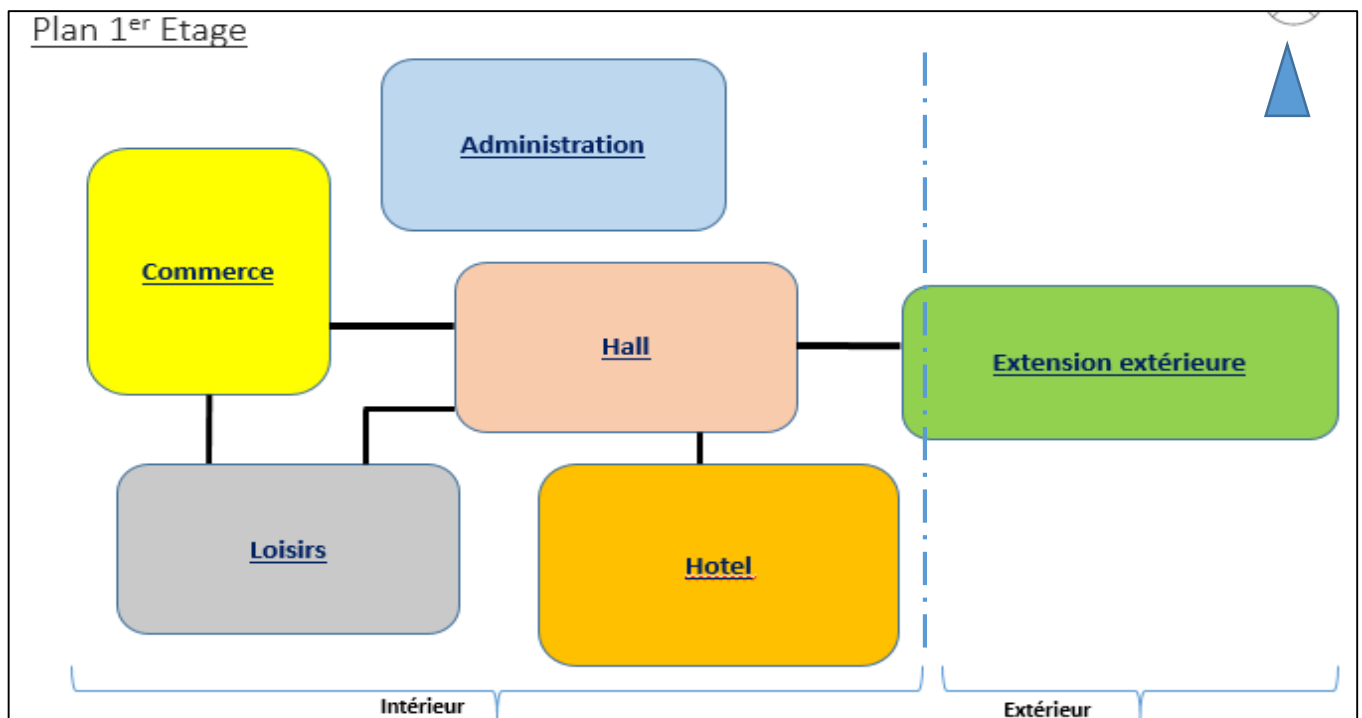 Plan 1er Etage
Administration
Commerce
Hall
Extension extérieure
Loisirs
Hotel
Intérieur
Extérieur